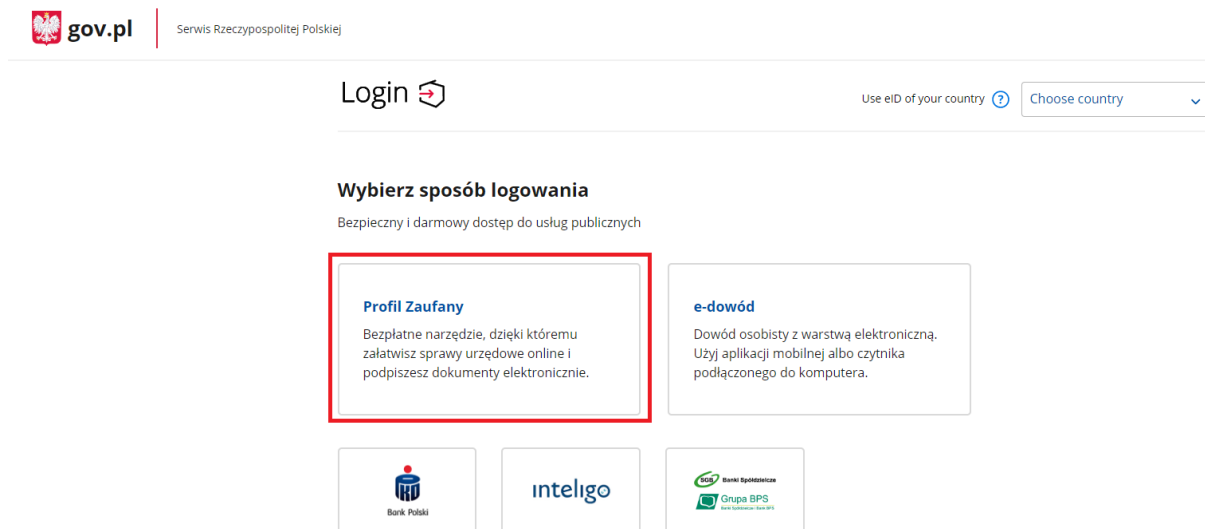 gov.pl
Serwis Rzeczypospolitej Polskiej
Login
Use eID of your country ?
Choose country
Wybierz sposób logowania
Bezpieczny i darmowy dostęp do usług publicznych
Profil Zaufany
Bezpłatne narzędzie, dzięki któremu
załatwisz sprawy urzędowe online i
podpiszesz dokumenty elektronicznie.
e-dowód
Dowód osobisty z warstwą elektroniczną.
Użyj aplikacji mobilnej albo czytnika
podłączonego do komputera.
PKO
Bank Polski
inteligo
SGB Banki Spółdzielcze
Grupa BPS